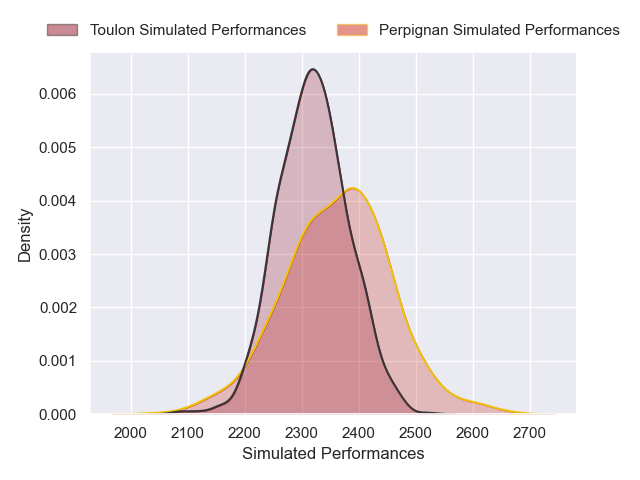 Toulon Simulated Performances Perpignan Simulated Performances
0.006
0.005
0.004
0.003
0.002
0.001
0.000
Density
2000 2100 2200 2300 2400 2500 2600 2700
Simulated Performances